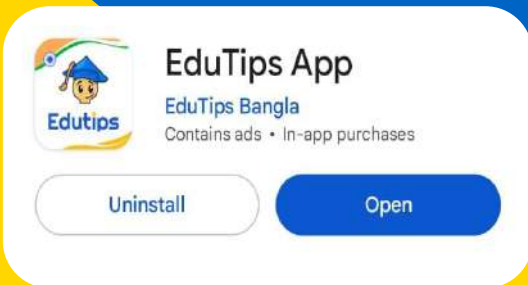 EduTips App
Edutips
EduTips Bangla
Contains ads • In-app purchases
Uninstall
Open